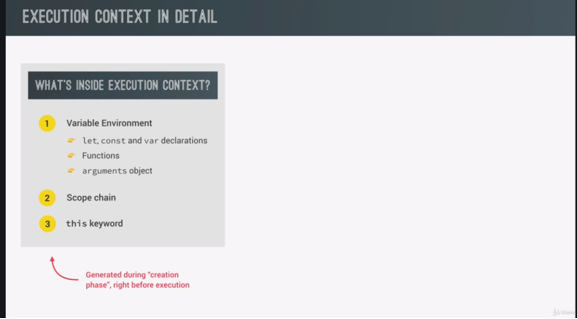 EXECUTION CONTEXT IN DETAIL
WHAT'S INSIDE EXECUTION CONTEXT?
1 Variable Environment
let, const and var declarations
Functions
arguments object
2 Scope chain
3 this keyword
Generated during “creation
phase”, right before execution